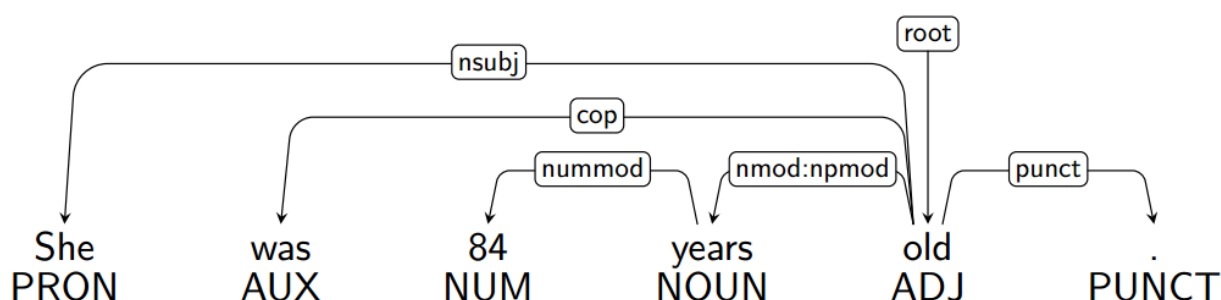 root
nsubj
cop
nummod nmod:npmod punct
She was 84 years old .
PRON AUX NUM NOUN ADJ PUNCT